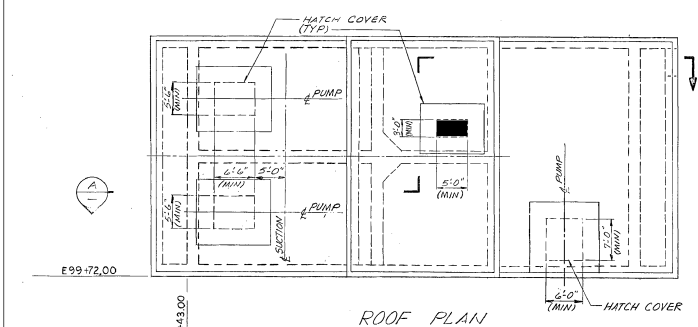 HATCH COVER
(TYP)
5'-6"
(MIN)
℄ PUMP
3'-0"
(MIN)
6'-6"
(MIN)
5'-0"
5'-0"
(MIN)
℄ PUMP
A
5'-6"
(MIN)
℄ PUMP
℄ SUCTION
7'-0"
(MIN)
E99+72.00
6'-0"
(MIN)
HATCH COVER
+43.00
ROOF PLAN